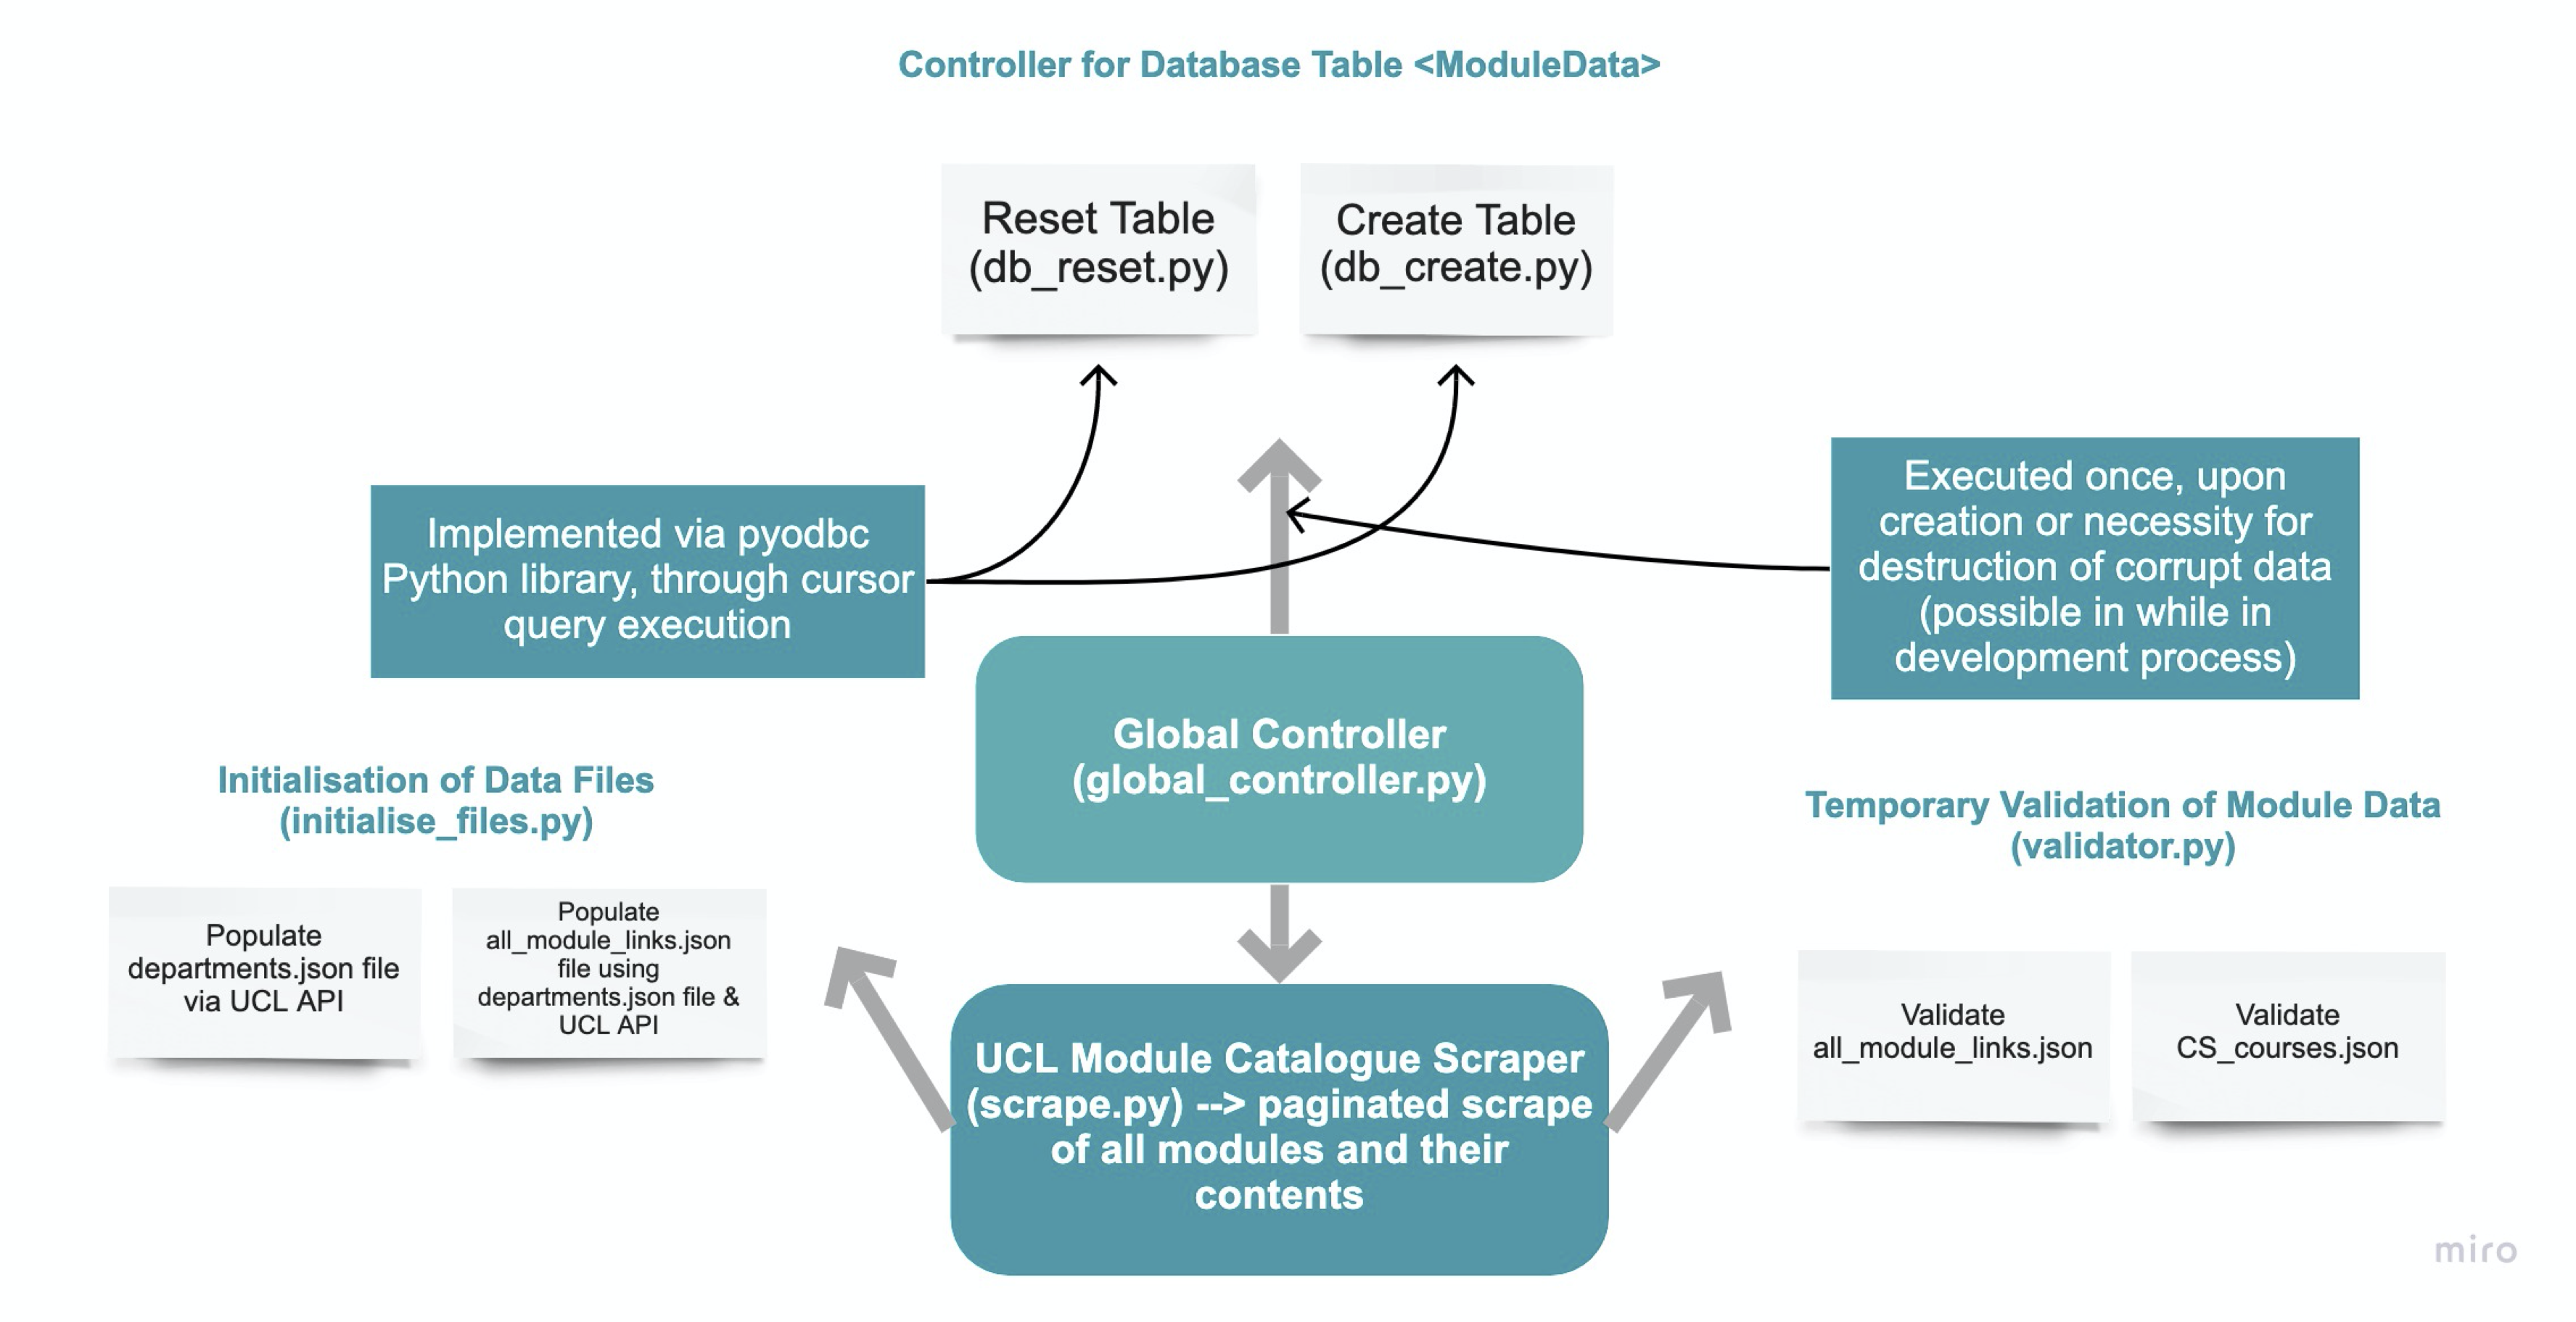 Controller for Database Table <ModuleData>
Reset Table
(db_reset.py)
Create Table
(db_create.py)
Implemented via pyodbc
Python library, through cursor
query execution
Executed once, upon
creation or necessity for
destruction of corrupt data
(possible in while in
development process)
Global Controller
(global_controller.py)
Initialisation of Data Files
(initialise_files.py)
Temporary Validation of Module Data
(validator.py)
Populate
departments.json file
via UCL API
Populate
all_module_links.json
file using
departments.json file &
UCL API
UCL Module Catalogue Scraper
(scrape.py) --> paginated scrape
of all modules and their
contents
Validate
all_module_links.json
Validate
CS_courses.json
miro